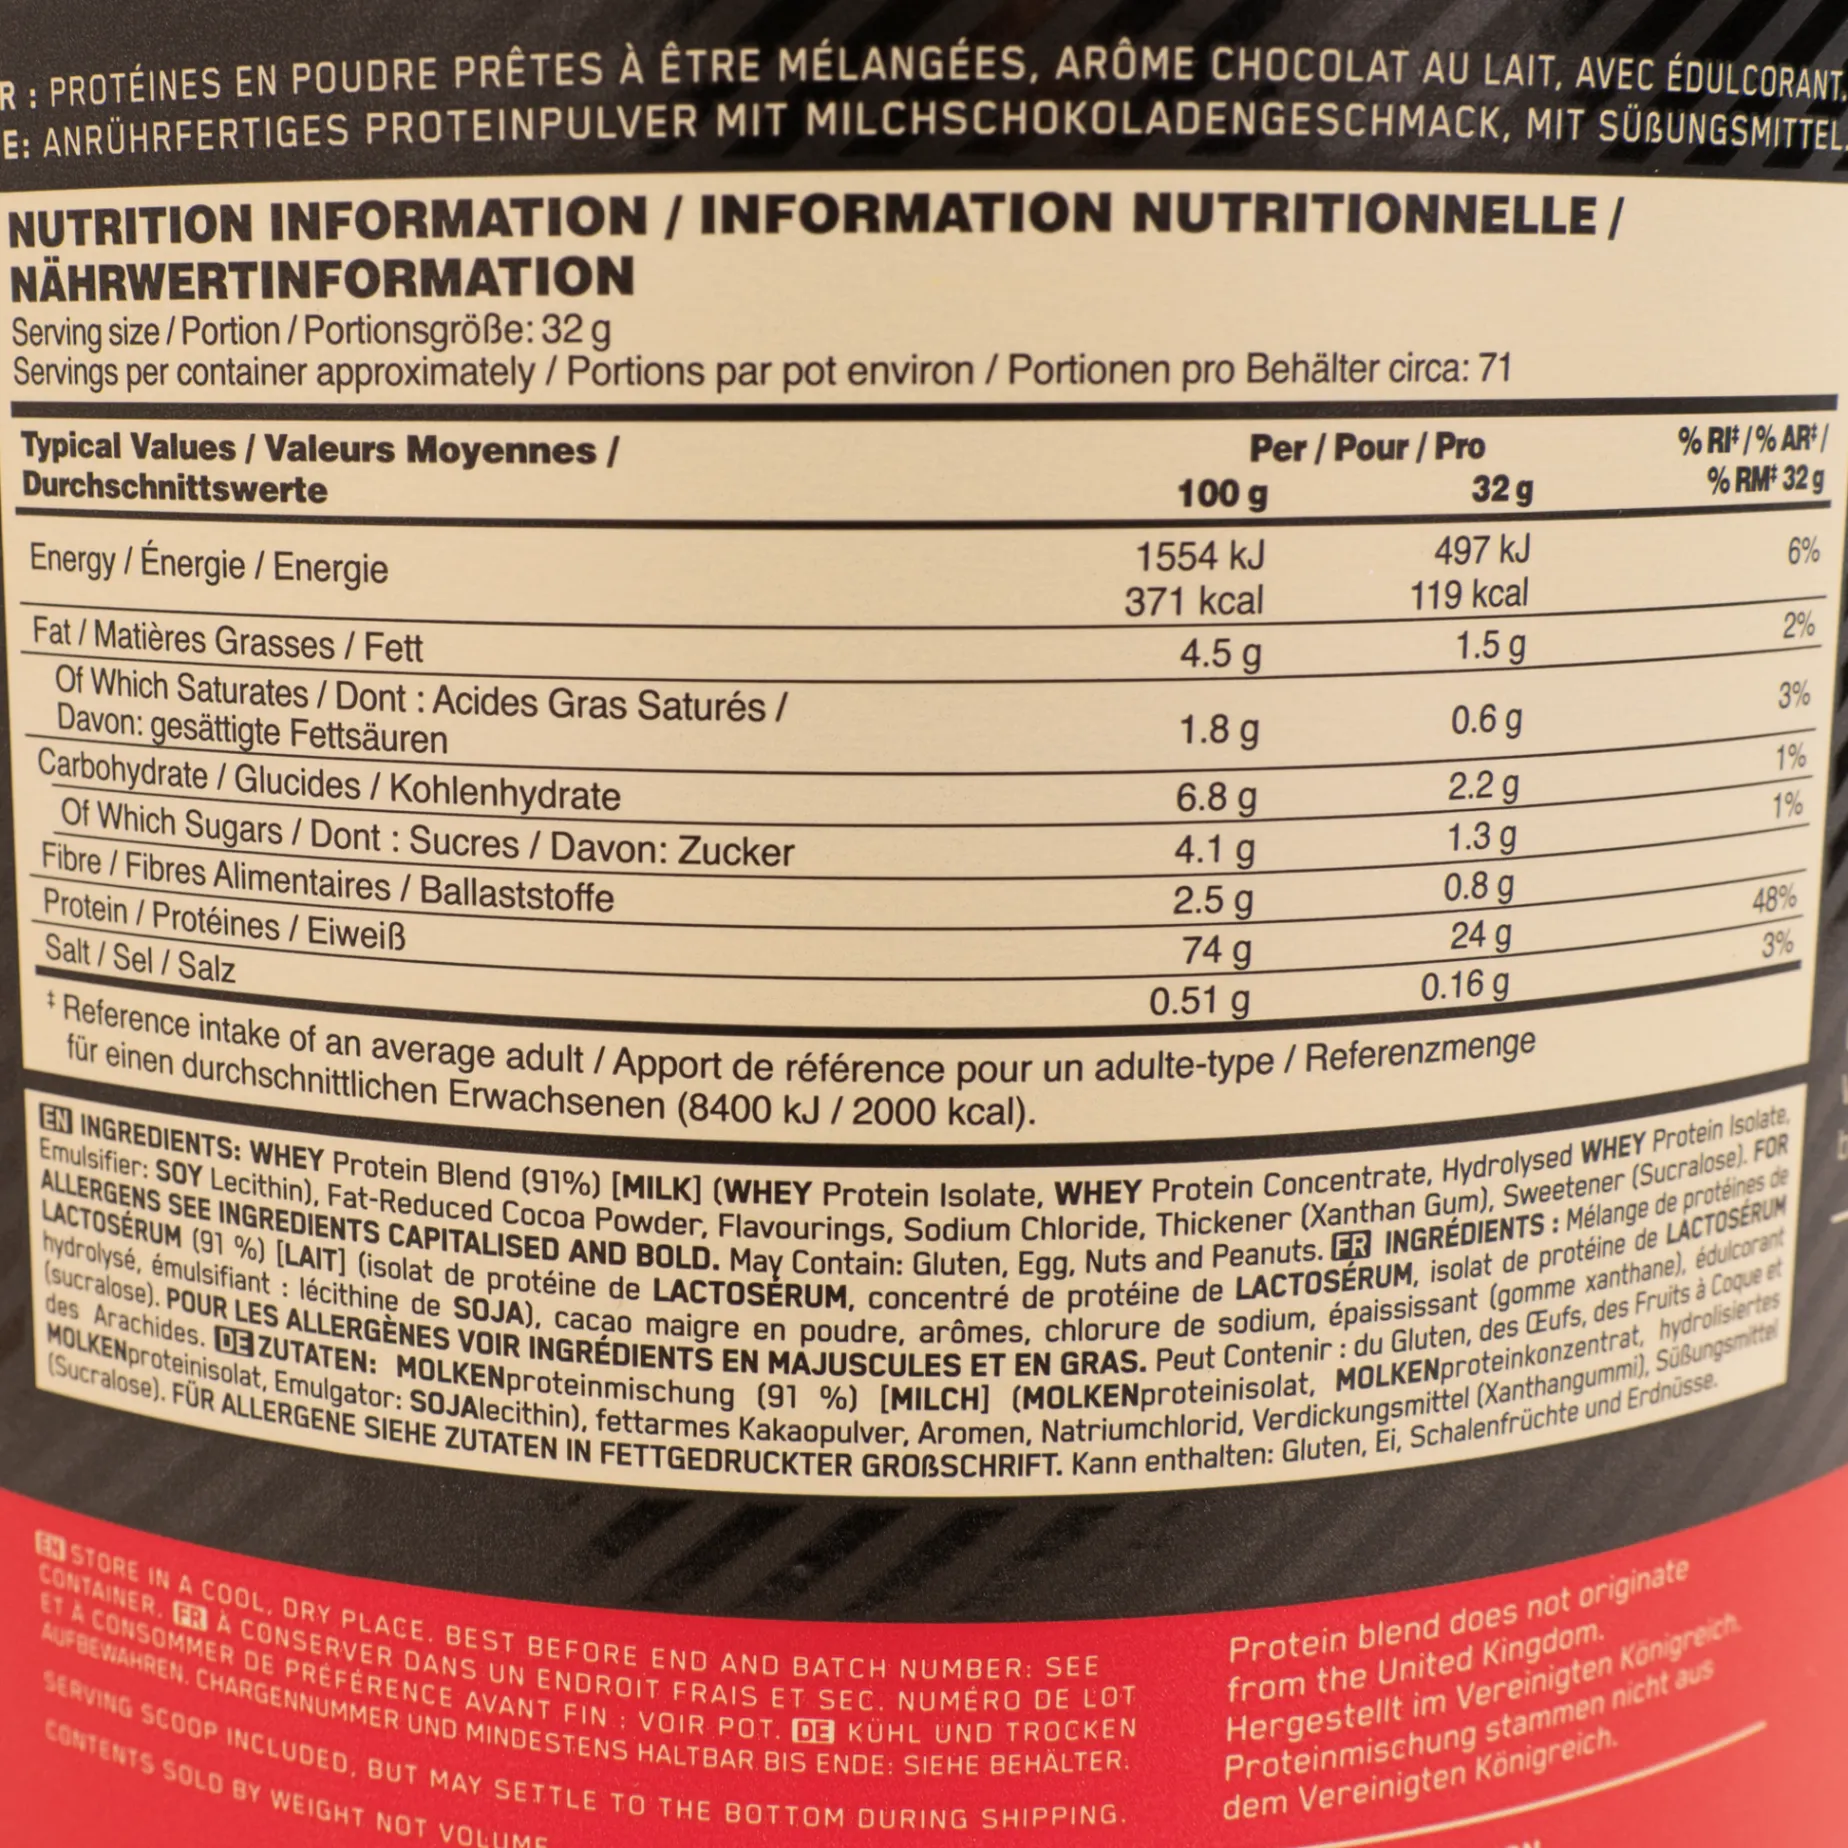 R : PROTÉINES EN POUDRE PRÊTES À ÊTRE MÉLANGÉES, ARÔME CHOCOLAT AU LAIT, AVEC ÉDULCORANT.
E: ANRÜHRFERTIGES PROTEINPULVER MIT MILCHSCHOKOLADENGESCHMACK, MIT SÜẞUNGSMITTEL.
NUTRITION INFORMATION / INFORMATION NUTRITIONNELLE /
NÄHRWERTINFORMATION
Serving size / Portion / Portionsgröße: 32 g
Servings per container approximately / Portions par pot environ / Portionen pro Behälter circa: 71
Typical Values / Valeurs Moyennes / Per / Pour / Pro % RI‡ / % AR‡ /
Durchschnittswerte 100 g 32 g % RM‡ 32 g
Energy / Énergie / Energie 1554 kJ 497 kJ 6%
371 kcal 119 kcal
Fat / Matières Grasses / Fett 4.5 g 1.5 g 2%
Of Which Saturates / Dont : Acides Gras Saturés /
Davon: gesättigte Fettsäuren 1.8 g 0.6 g 3%
Carbohydrate / Glucides / Kohlenhydrate 6.8 g 2.2 g 1%
Of Which Sugars / Dont : Sucres / Davon: Zucker 4.1 g 1.3 g 1%
Fibre / Fibres Alimentaires / Ballaststoffe 2.5 g 0.8 g
Protein / Protéines / Eiweiß 74 g 24 g 48%
Salt / Sel / Salz 0.51 g 0.16 g 3%
‡ Reference intake of an average adult / Apport de référence pour un adulte-type / Referenzmenge
für einen durchschnittlichen Erwachsenen (8400 kJ / 2000 kcal).
EN INGREDIENTS: WHEY Protein Blend (91%) [MILK] (WHEY Protein Isolate, WHEY Protein Concentrate, Hydrolysed WHEY Protein Isolate,
Emulsifier: SOY Lecithin), Fat-Reduced Cocoa Powder, Flavourings, Sodium Chloride, Thickener (Xanthan Gum), Sweetener (Sucralose). FOR
ALLERGENS SEE INGREDIENTS CAPITALISED AND BOLD. May Contain: Gluten, Egg, Nuts and Peanuts. FR INGRÉDIENTS : Mélange de protéines de
LACTOSÉRUM (91 %) [LAIT] (isolat de protéine de LACTOSÉRUM, concentré de protéine de LACTOSÉRUM, isolat de protéine de LACTOSÉRUM
hydrolysé, émulsifiant : lécithine de SOJA), cacao maigre en poudre, arômes, chlorure de sodium, épaississant (gomme xanthane), édulcorant
(sucralose). POUR LES ALLERGÈNES VOIR INGRÉDIENTS EN MAJUSCULES ET EN GRAS. Peut Contenir : du Gluten, des Œufs, des Fruits à Coque et
des Arachides. DE ZUTATEN: MOLKENproteinmischung (91 %) [MILCH] (MOLKENproteinisolat, MOLKENproteinkonzentrat, hydrolisiertes
MOLKENproteinisolat, Emulgator: SOJAlecithin), fettarmes Kakaopulver, Aromen, Natriumchlorid, Verdickungsmittel (Xanthangummi), Süßungsmittel
(Sucralose). FÜR ALLERGENE SIEHE ZUTATEN IN FETTGEDRUCKTER GROẞSCHRIFT. Kann enthalten: Gluten, Ei, Schalenfrüchte und Erdnüsse.
EN STORE IN A COOL, DRY PLACE. BEST BEFORE END AND BATCH NUMBER: SEE
CONTAINER. FR À CONSERVER DANS UN ENDROIT FRAIS ET SEC. NUMÉRO DE LOT
ET À CONSOMMER DE PRÉFÉRENCE AVANT FIN : VOIR POT. DE KÜHL UND TROCKEN
AUFBEWAHREN. CHARGENNUMMER UND MINDESTENS HALTBAR BIS ENDE: SIEHE BEHÄLTER.
SERVING SCOOP INCLUDED, BUT MAY SETTLE TO THE BOTTOM DURING SHIPPING.
CONTENTS SOLD BY WEIGHT NOT VOLUME
Protein blend does not originate
from the United Kingdom.
Hergestellt im Vereinigten Königreich.
Proteinmischung stammen nicht aus
dem Vereinigten Königreich.